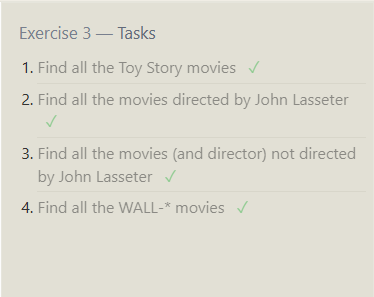 Exercise 3 — Tasks
1. Find all the Toy Story movies ✓
2. Find all the movies directed by John Lasseter
✓
3. Find all the movies (and director) not directed
by John Lasseter ✓
4. Find all the WALL-* movies ✓